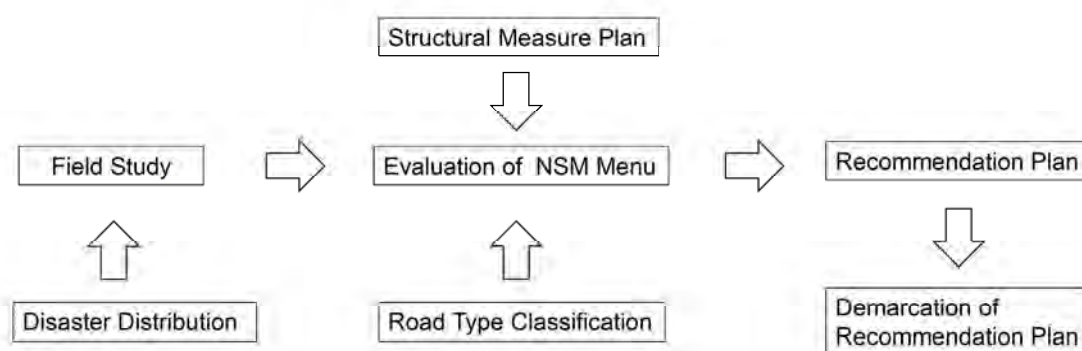 Structural Measure Plan
Field Study
Evaluation of NSM Menu
Recommendation Plan
Disaster Distribution
Road Type Classification
Demarcation of
Recommendation Plan